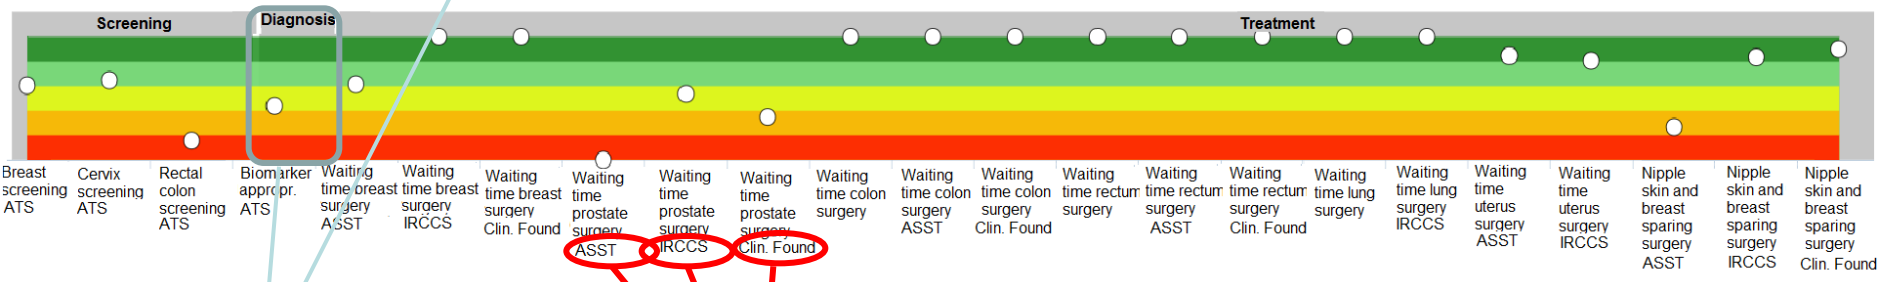 Screening
Diagnosis
Treatment
Breast
screening
ATS
Cervix
screening
ATS
Rectal
colon
screening
ATS
Biomarker
appropr.
ATS
Waiting
time breast
surgery
ASST
Waiting
time breast
surgery
IRCCS
Waiting
time breast
surgery
Clin. Found
Waiting
time
prostate
surgery
ASST
Waiting
time
prostate
surgery
IRCCS
Waiting
time
prostate
surgery
Clin. Found
Waiting
time colon
surgery
Waiting
time colon
surgery
ASST
Waiting
time colon
surgery
Clin. Found
Waiting
time rectum
surgery
Waiting
time rectum
surgery
ASST
Waiting
time rectum
surgery
Clin. Found
Waiting
time lung
surgery
Waiting
time lung
surgery
IRCCS
Waiting
time
uterus
surgery
ASST
Waiting
time
uterus
surgery
IRCCS
Nipple
skin and
breast
sparing
surgery
ASST
Nipple
skin and
breast
sparing
surgery
IRCCS
Nipple
skin and
breast
sparing
surgery
Clin. Found